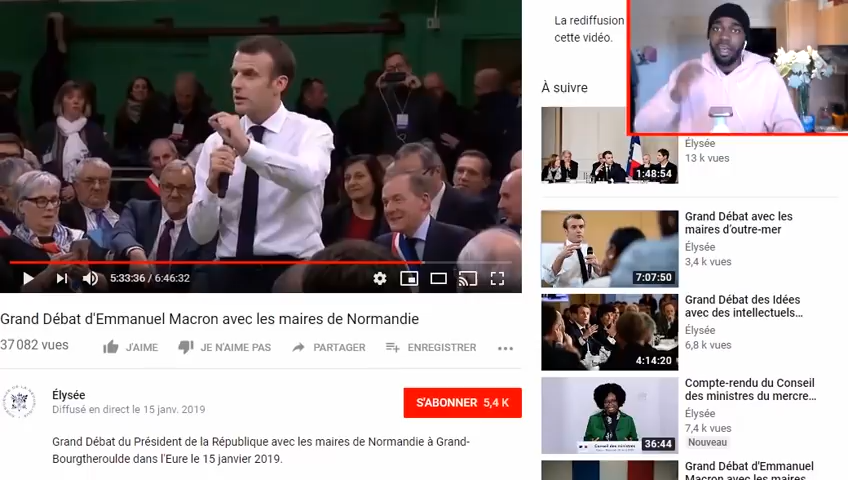 5:33:36 / 6:46:32
Grand Débat d'Emmanuel Macron avec les maires de Normandie
37 082 vues
J'AIME
JE N'AIME PAS
PARTAGER
ENREGISTRER
Élysée
Diffusé en direct le 15 janv. 2019
S'ABONNER 5,4 K
Grand Débat du Président de la République avec les maires de Normandie à Grand-
Bourgtheroulde dans l'Eure le 15 janvier 2019.
La rediffusion
cette vidéo.
À suivre
1:48:54
Élysée
13 k vues
7:07:50
Grand Débat avec les
maires d'outre-mer
Élysée
3,4 k vues
4:14:20
Grand Débat des Idées
avec des intellectuels...
Élysée
6,8 k vues
Conseil des ministres
36:44
Compte-rendu du Conseil
des ministres du mercre...
Élysée
7,4 k vues
Nouveau
Grand Débat d'Emmanuel
Macron avec les maires